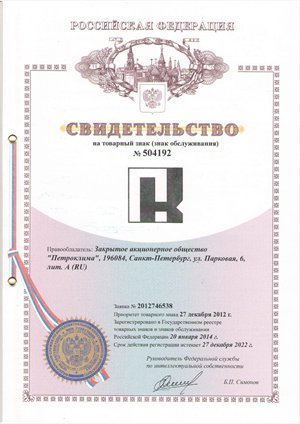 РОССИЙСКАЯ ФЕДЕРАЦИЯ
СВИДЕТЕЛЬСТВО
на товарный знак (знак обслуживания)
№ 504192
Правообладатель: Закрытое акционерное общество
"Петроклима", 196084, Санкт-Петербург, ул. Парковая, 6,
лит. А (RU)
Заявка № 2012746538
Приоритет товарного знака 27 декабря 2012 г.
Зарегистрировано в Государственном реестре
товарных знаков и знаков обслуживания
Российской Федерации 20 января 2014 г.
Срок действия регистрации истекает 27 декабря 2022 г.
Руководитель Федеральной службы
по интеллектуальной собственности
Б.П. Симонов